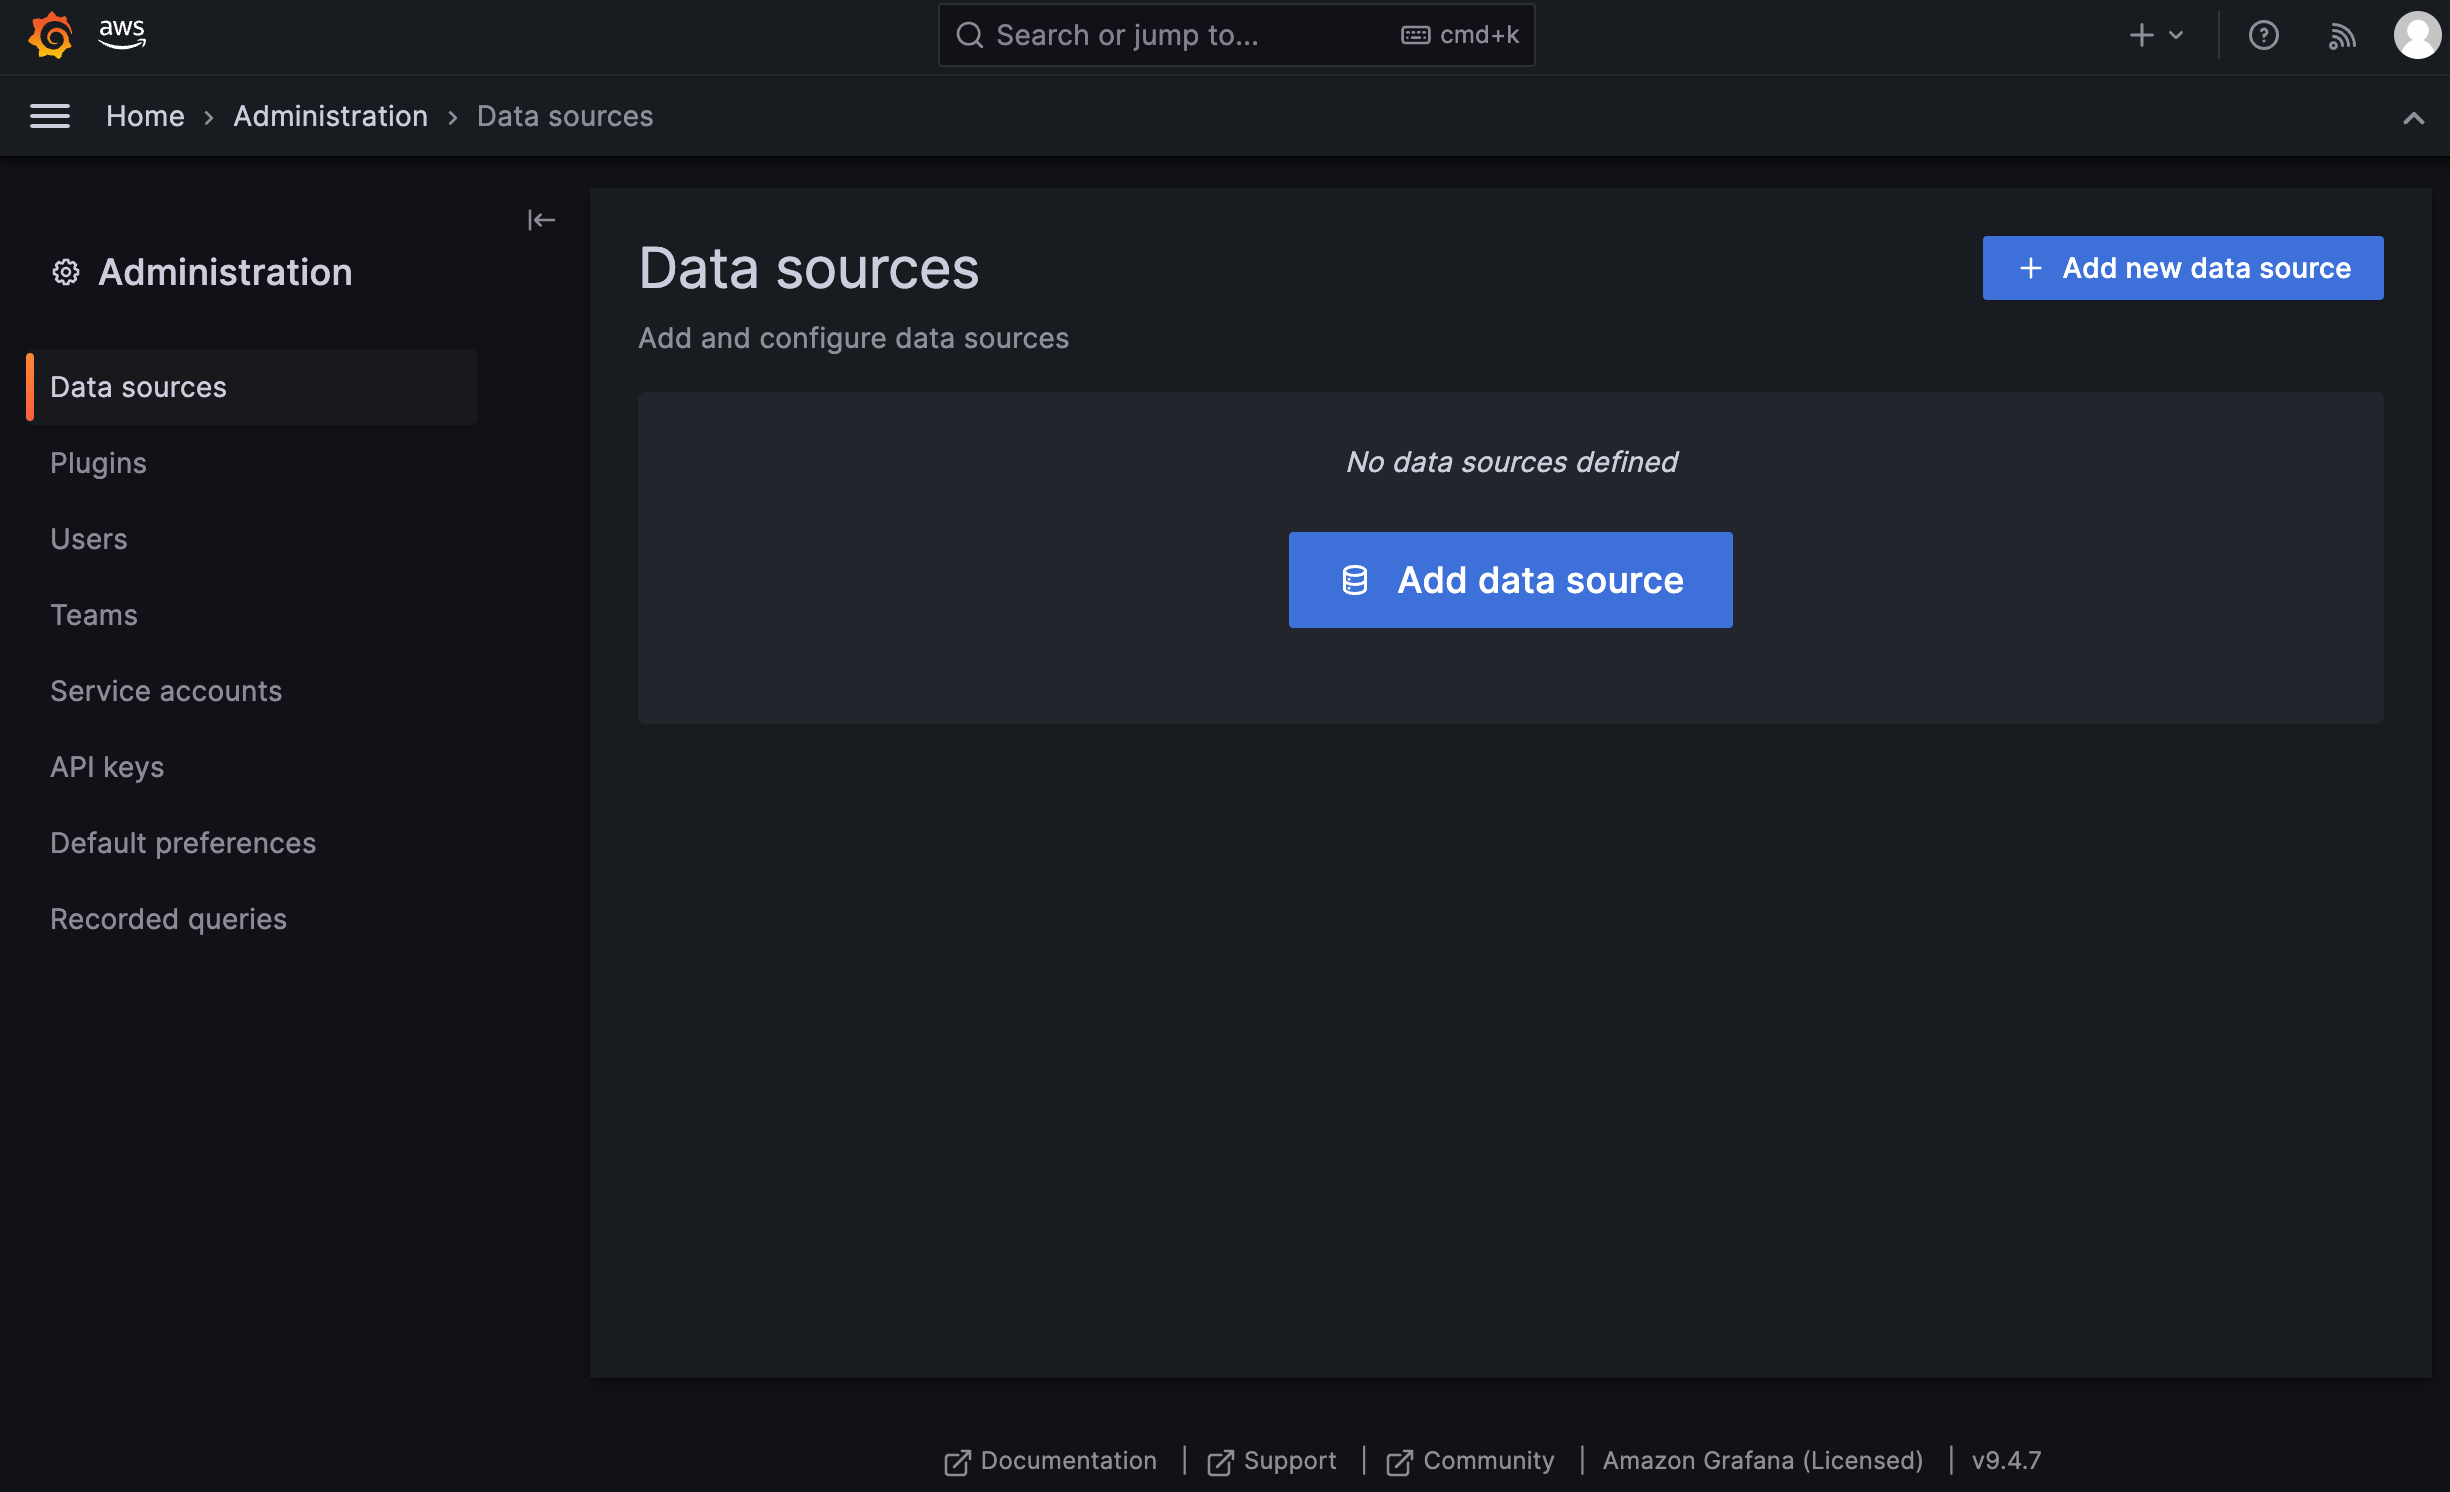 aws
Search or jump to...
cmd+k
Home
Administration
Data sources
Administration
Data sources
Plugins
Users
Teams
Service accounts
API keys
Default preferences
Recorded queries
Data sources
Add new data source
Add and configure data sources
No data sources defined
Add data source
Documentation | Support | Community | Amazon Grafana (Licensed) | v9.4.7